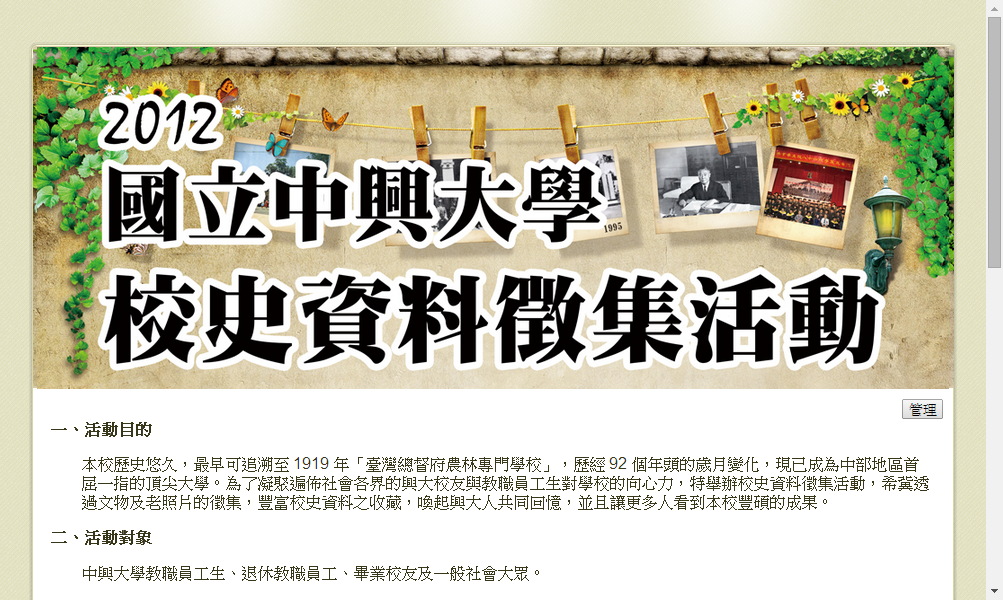 2012
國立中興大學
1995
校史資料徵集活動
管理
一、活動目的
本校歷史悠久，最早可追溯至 1919 年「臺灣總督府農林專門學校」，歷經 92 個年頭的歲月變化，現已成為中部地區首
屈一指的頂尖大學。為了凝聚遍佈社會各界的興大校友與教職員工生對學校的向心力，特舉辦校史資料徵集活動，希冀透
過文物及老照片的徵集，豐富校史資料之收藏，喚起興大人共同回憶，並且讓更多人看到本校豐碩的成果。
二、活動對象
中興大學教職員工生、退休教職員工、畢業校友及一般社會大眾。